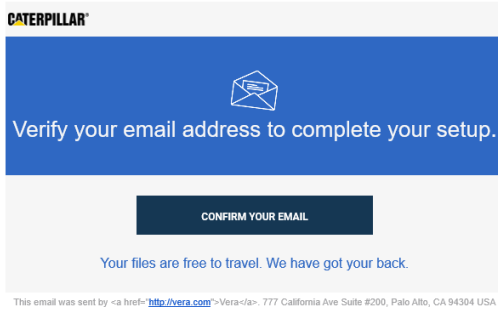 CATERPILLAR®
Verify your email address to complete your setup.
CONFIRM YOUR EMAIL
Your files are free to travel. We have got your back.
This email was sent by <a href="http://vera.com">Vera</a>. 777 California Ave Suite #200, Palo Alto, CA 94304 USA